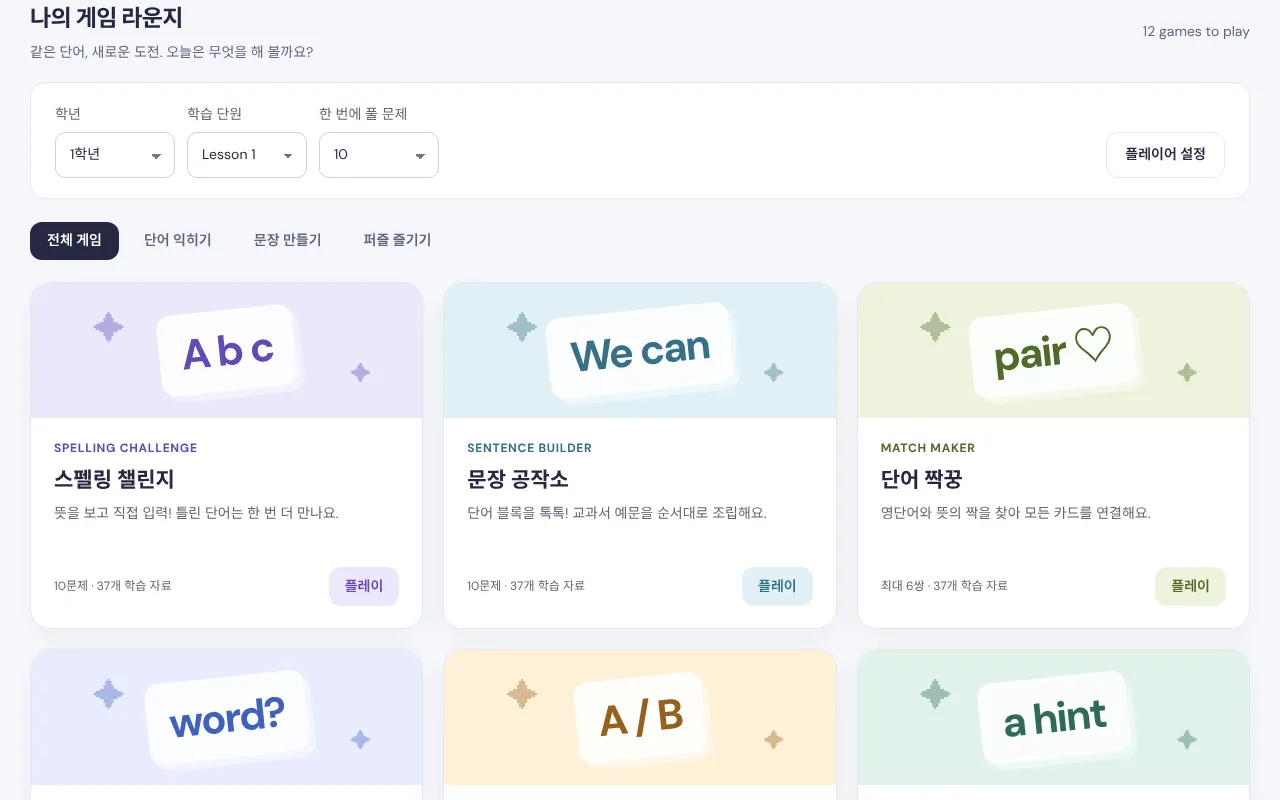 나의 게임 라운지
12 games to play
같은 단어, 새로운 도전. 오늘은 무엇을 해 볼까요?
학년
학습 단원
한 번에 풀 문제
1학년
Lesson 1
10
플레이어 설정
전체 게임
단어 익히기
문장 만들기
퍼즐 즐기기
A b c
We can
pair ♡
SPELLING CHALLENGE
스펠링 챌린지
뜻을 보고 직접 입력! 틀린 단어는 한 번 더 만나요.
10문제 · 37개 학습 자료
플레이
SENTENCE BUILDER
문장 공작소
단어 블록을 톡톡! 교과서 예문을 순서대로 조립해요.
10문제 · 37개 학습 자료
플레이
MATCH MAKER
단어 짝꿍
영단어와 뜻의 짝을 찾아 모든 카드를 연결해요.
최대 6쌍 · 37개 학습 자료
플레이
word?
A / B
a hint